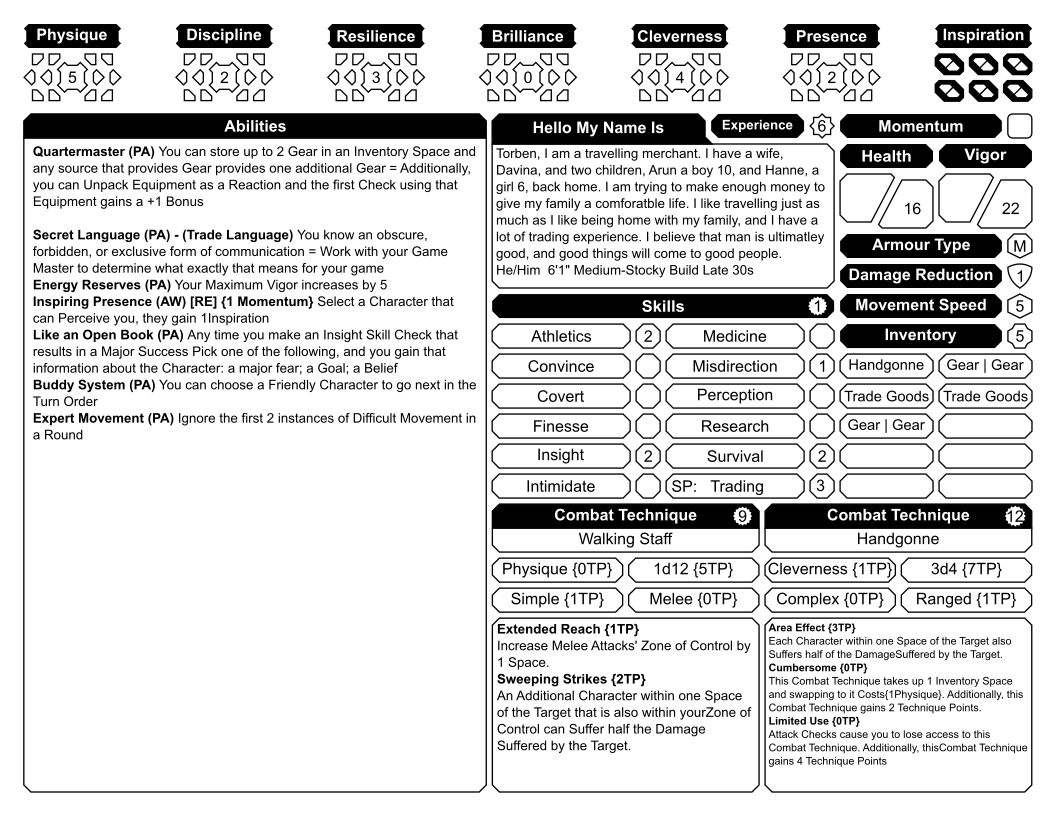 Physique
Discipline
Resilience
Brilliance
Cleverness
Presence
Inspiration
5
2
3
0
4
2
Abilities
Quartermaster (PA) You can store up to 2 Gear in an Inventory Space and
any source that provides Gear provides one additional Gear = Additionally,
you can Unpack Equipment as a Reaction and the first Check using that
Equipment gains a +1 Bonus
Secret Language (PA) - (Trade Language) You know an obscure,
forbidden, or exclusive form of communication = Work with your Game
Master to determine what exactly that means for your game
Energy Reserves (PA) Your Maximum Vigor increases by 5
Inspiring Presence (AW) [RE] {1 Momentum} Select a Character that
can Perceive you, they gain 1Inspiration
Like an Open Book (PA) Any time you make an Insight Skill Check that
results in a Major Success Pick one of the following, and you gain that
information about the Character: a major fear; a Goal; a Belief
Buddy System (PA) You can choose a Friendly Character to go next in the
Turn Order
Expert Movement (PA) Ignore the first 2 instances of Difficult Movement in
a Round
Hello My Name Is
Experience
6
Torben, I am a travelling merchant. I have a wife,
Davina, and two children, Arun a boy 10, and Hanne, a
girl 6, back home. I am trying to make enough money to
give my family a comforatble life. I like travelling just as
much as I like being home with my family, and I have a
lot of trading experience. I believe that man is ultimatley
good, and good things will come to good people.
He/Him 6'1" Medium-Stocky Build Late 30s
Momentum
Health
Vigor
16
22
Armour Type
M
Damage Reduction
1
Movement Speed
5
Inventory
5
Handgonne
Gear | Gear
Trade Goods
Trade Goods
Gear | Gear
Skills
1
Athletics
2
Medicine
Convince
Misdirection
1
Covert
Perception
Finesse
Research
Insight
2
Survival
2
Intimidate
SP: Trading
3
Combat Technique
9
Walking Staff
Physique {0TP}
1d12 {5TP}
Simple {1TP}
Melee {0TP}
Extended Reach {1TP}
Increase Melee Attacks' Zone of Control by
1 Space.
Sweeping Strikes {2TP}
An Additional Character within one Space
of the Target that is also within yourZone of
Control can Suffer half the Damage
Suffered by the Target.
Combat Technique
12
Handgonne
Cleverness {1TP}
3d4 {7TP}
Complex {0TP}
Ranged {1TP}
Area Effect {3TP}
Each Character within one Space of the Target also
Suffers half of the DamageSuffered by the Target.
Cumbersome {0TP}
This Combat Technique takes up 1 Inventory Space
and swapping to it Costs{1Physique}. Additionally, this
Combat Technique gains 2 Technique Points.
Limited Use {0TP}
Attack Checks cause you to lose access to this
Combat Technique. Additionally, thisCombat Technique
gains 4 Technique Points